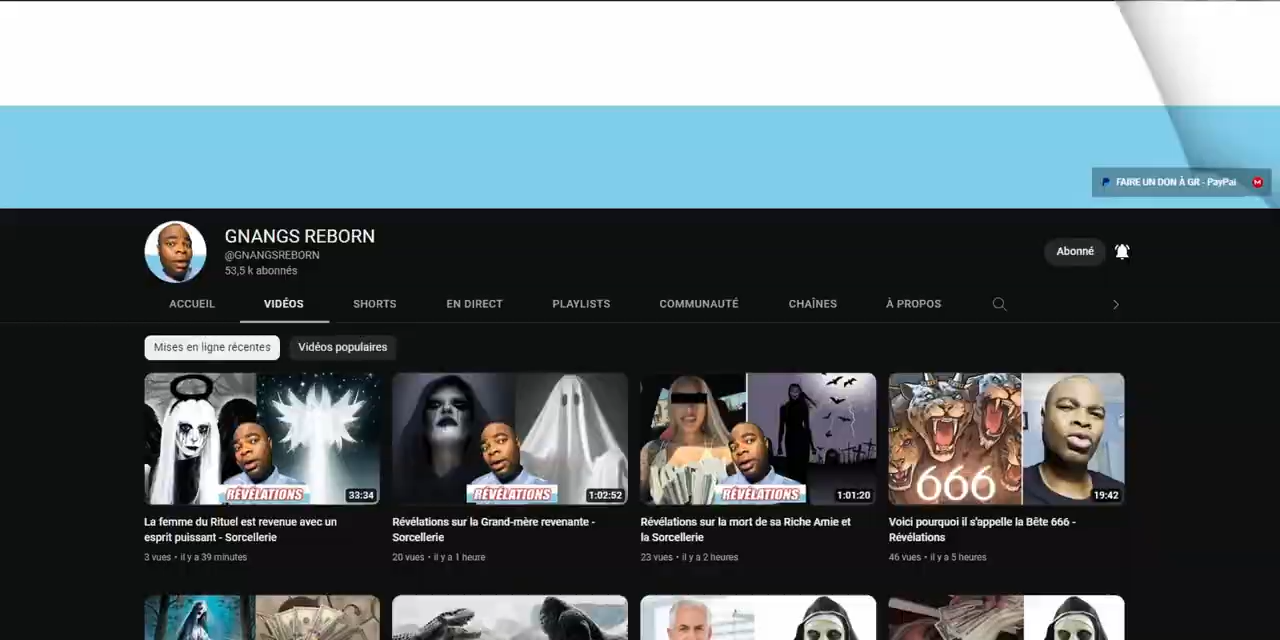 FAIRE UN DON À GR - PayPal
GNANGS REBORN
@GNANGSREBORN
53,5 k abonnés
Abonné
ACCUEIL
VIDÉOS
SHORTS
EN DIRECT
PLAYLISTS
COMMUNAUTÉ
CHAÎNES
À PROPOS
Mises en ligne récentes
Vidéos populaires
RÉVÉLATIONS
33:34
RÉVÉLATIONS
1:02:52
RÉVÉLATIONS
1:01:20
666
19:42
La femme du Rituel est revenue avec un
esprit puissant - Sorcellerie
3 vues • il y a 39 minutes
Révélations sur la Grand-mère revenante -
Sorcellerie
20 vues • il y a 1 heure
Révélations sur la mort de sa Riche Amie et
la Sorcellerie
23 vues • il y a 2 heures
Voici pourquoi il s'appelle la Bête 666 -
Révélations
46 vues • il y a 5 heures